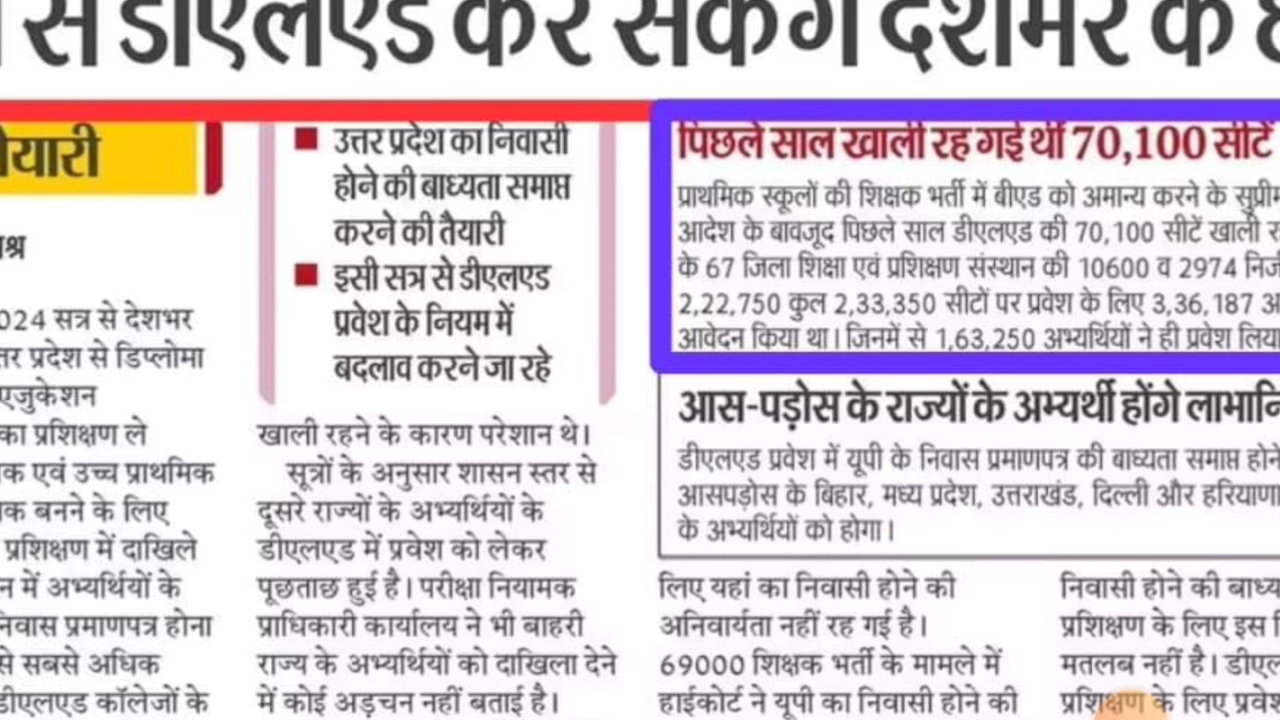 से डीएलएड कर सकेंगे देशभर के
उत्तर प्रदेश का निवासी
होने की बाध्यता समाप्त
करने की तैयारी
इसी सत्र से डीएलएड
प्रवेश के नियम में
बदलाव करने जा रहे
024 सत्र से देशभर
प्रदेश से डिप्लोमा
एजुकेशन
का प्रशिक्षण ले
एवं उच्च प्राथमिक
बनने के लिए
प्रशिक्षण में दाखिले
में अभ्यर्थियों के
निवास प्रमाणपत्र होना
से सबसे अधिक
डीएलएड कॉलेजों के
खाली रहने के कारण परेशान थे।
सूत्रों के अनुसार शासन स्तर से
दूसरे राज्यों के अभ्यर्थियों के
डीएलएड में प्रवेश को लेकर
पूछताछ हुई है। परीक्षा नियामक
प्राधिकारी कार्यालय ने भी बाहरी
राज्य के अभ्यर्थियों को दाखिला देने
में कोई अड़चन नहीं बताई है।
पिछले साल खाली रह गई थीं 70,100 सीटें
प्राथमिक स्कूलों की शिक्षक भर्ती में बीएड को अमान्य करने के सुप्रीम
आदेश के बावजूद पिछले साल डीएलएड की 70,100 सीटें खाली
के 67 जिला शिक्षा एवं प्रशिक्षण संस्थान की 10600 व 2974 निजी
2,22,750 कुल 2,33,350 सीटों पर प्रवेश के लिए 3,36,187
आवेदन किया था। जिनमें से 1,63,250 अभ्यर्थियों ने ही प्रवेश लिया
आस-पड़ोस के राज्यों के अभ्यर्थी होंगे
डीएलएड प्रवेश में यूपी के निवास प्रमाणपत्र की बाध्यता समाप्त होने
आसपड़ोस के बिहार, मध्य प्रदेश, उत्तराखंड, दिल्ली और हरियाणा
के अभ्यर्थियों को होगा।
लिए यहां का निवासी होने की
अनिवार्यता नहीं रह गई है।
69000 शिक्षक भर्ती के मामले में
हाईकोर्ट ने यूपी का निवासी होने की
निवासी होने की
प्रशिक्षण के लिए इस
मतलब नहीं है।
प्रशिक्षण के लिए